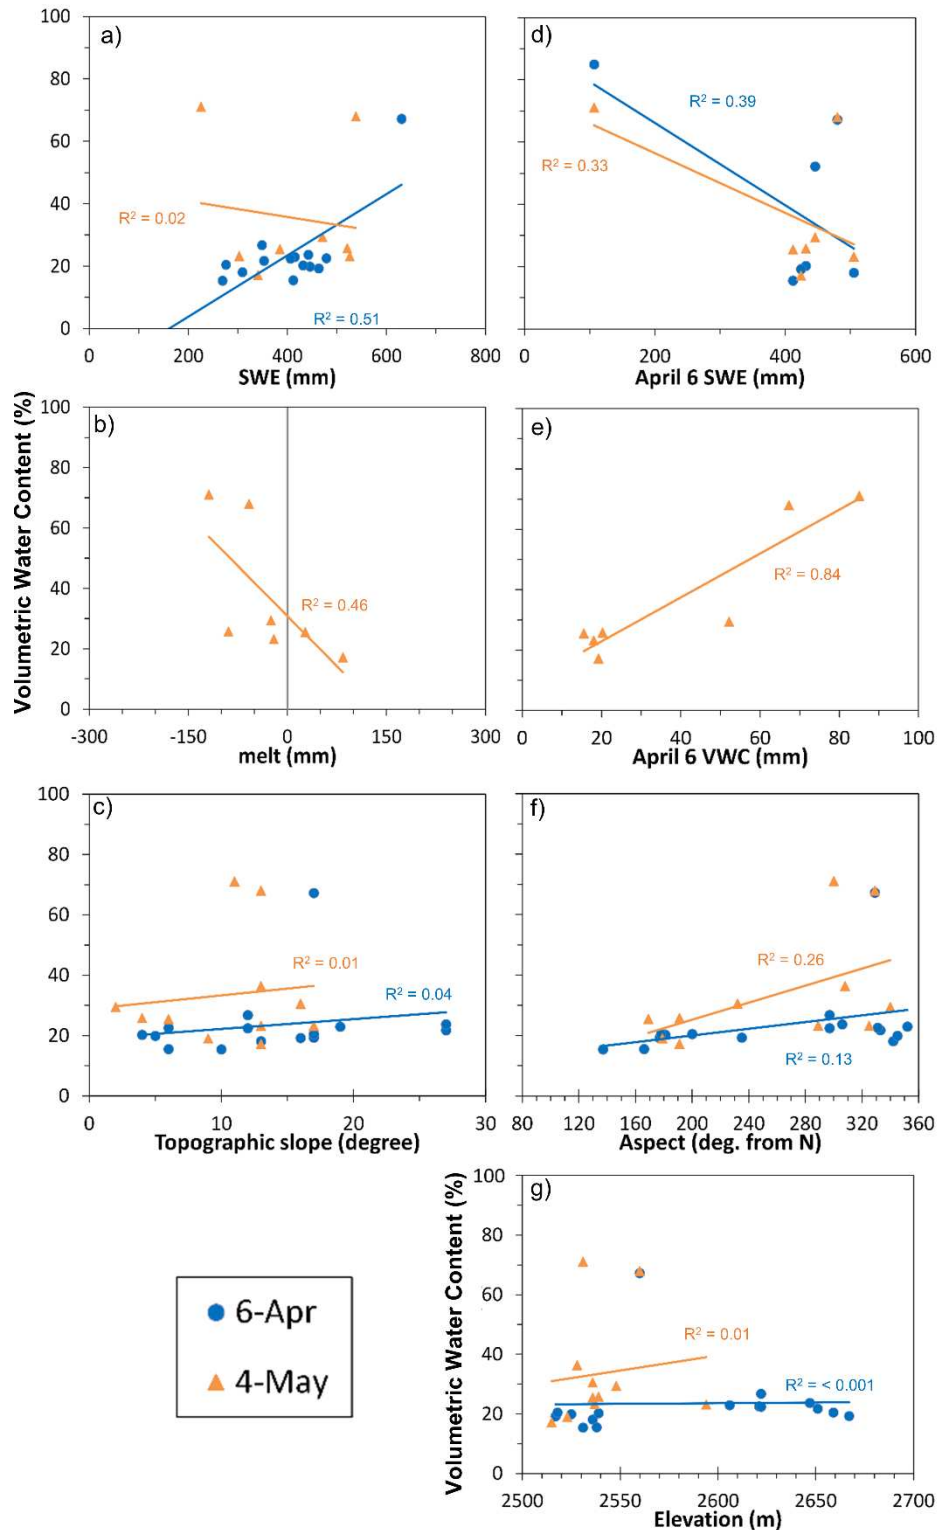 a)
100
80
60
40
20
0
R² = 0.02
R² = 0.51
0 200 400 600 800
SWE (mm)
d)
R² = 0.39
R² = 0.33
0 200 400 600
April 6 SWE (mm)
Volumetric Water Content (%)
b)
100
80
60
40
20
0
R² = 0.46
-300 -150 0 150 300
melt (mm)
e)
R² = 0.84
0 20 40 60 80 100
April 6 VWC (mm)
c)
100
80
60
40
20
0
R² = 0.01
R² = 0.04
0 10 20 30
Topographic slope (degree)
f)
R² = 0.26
R² = 0.13
80 120 160 200 240 280 320 360
Aspect (deg. from N)
6-Apr
4-May
g)
Volumetric Water Content (%)
100
80
60
40
20
0
R² = 0.01
R² = < 0.001
2500 2550 2600 2650 2700
Elevation (m)